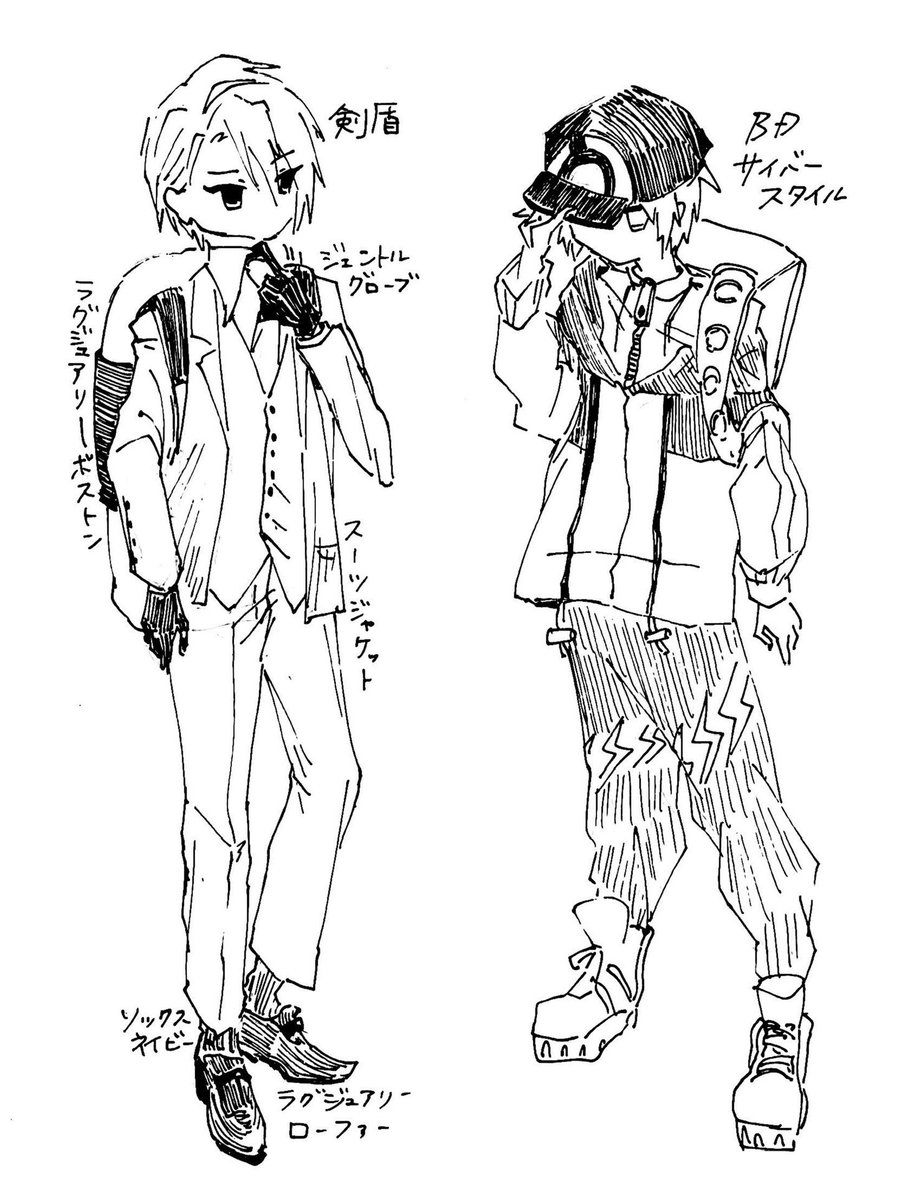 剣盾
ジェントル
グローブ
ラグジュアリーボストン
スーツジャケット
ソックス
ネイビー
ラグジュアリー
ローファー
BD
サイバー
スタイル